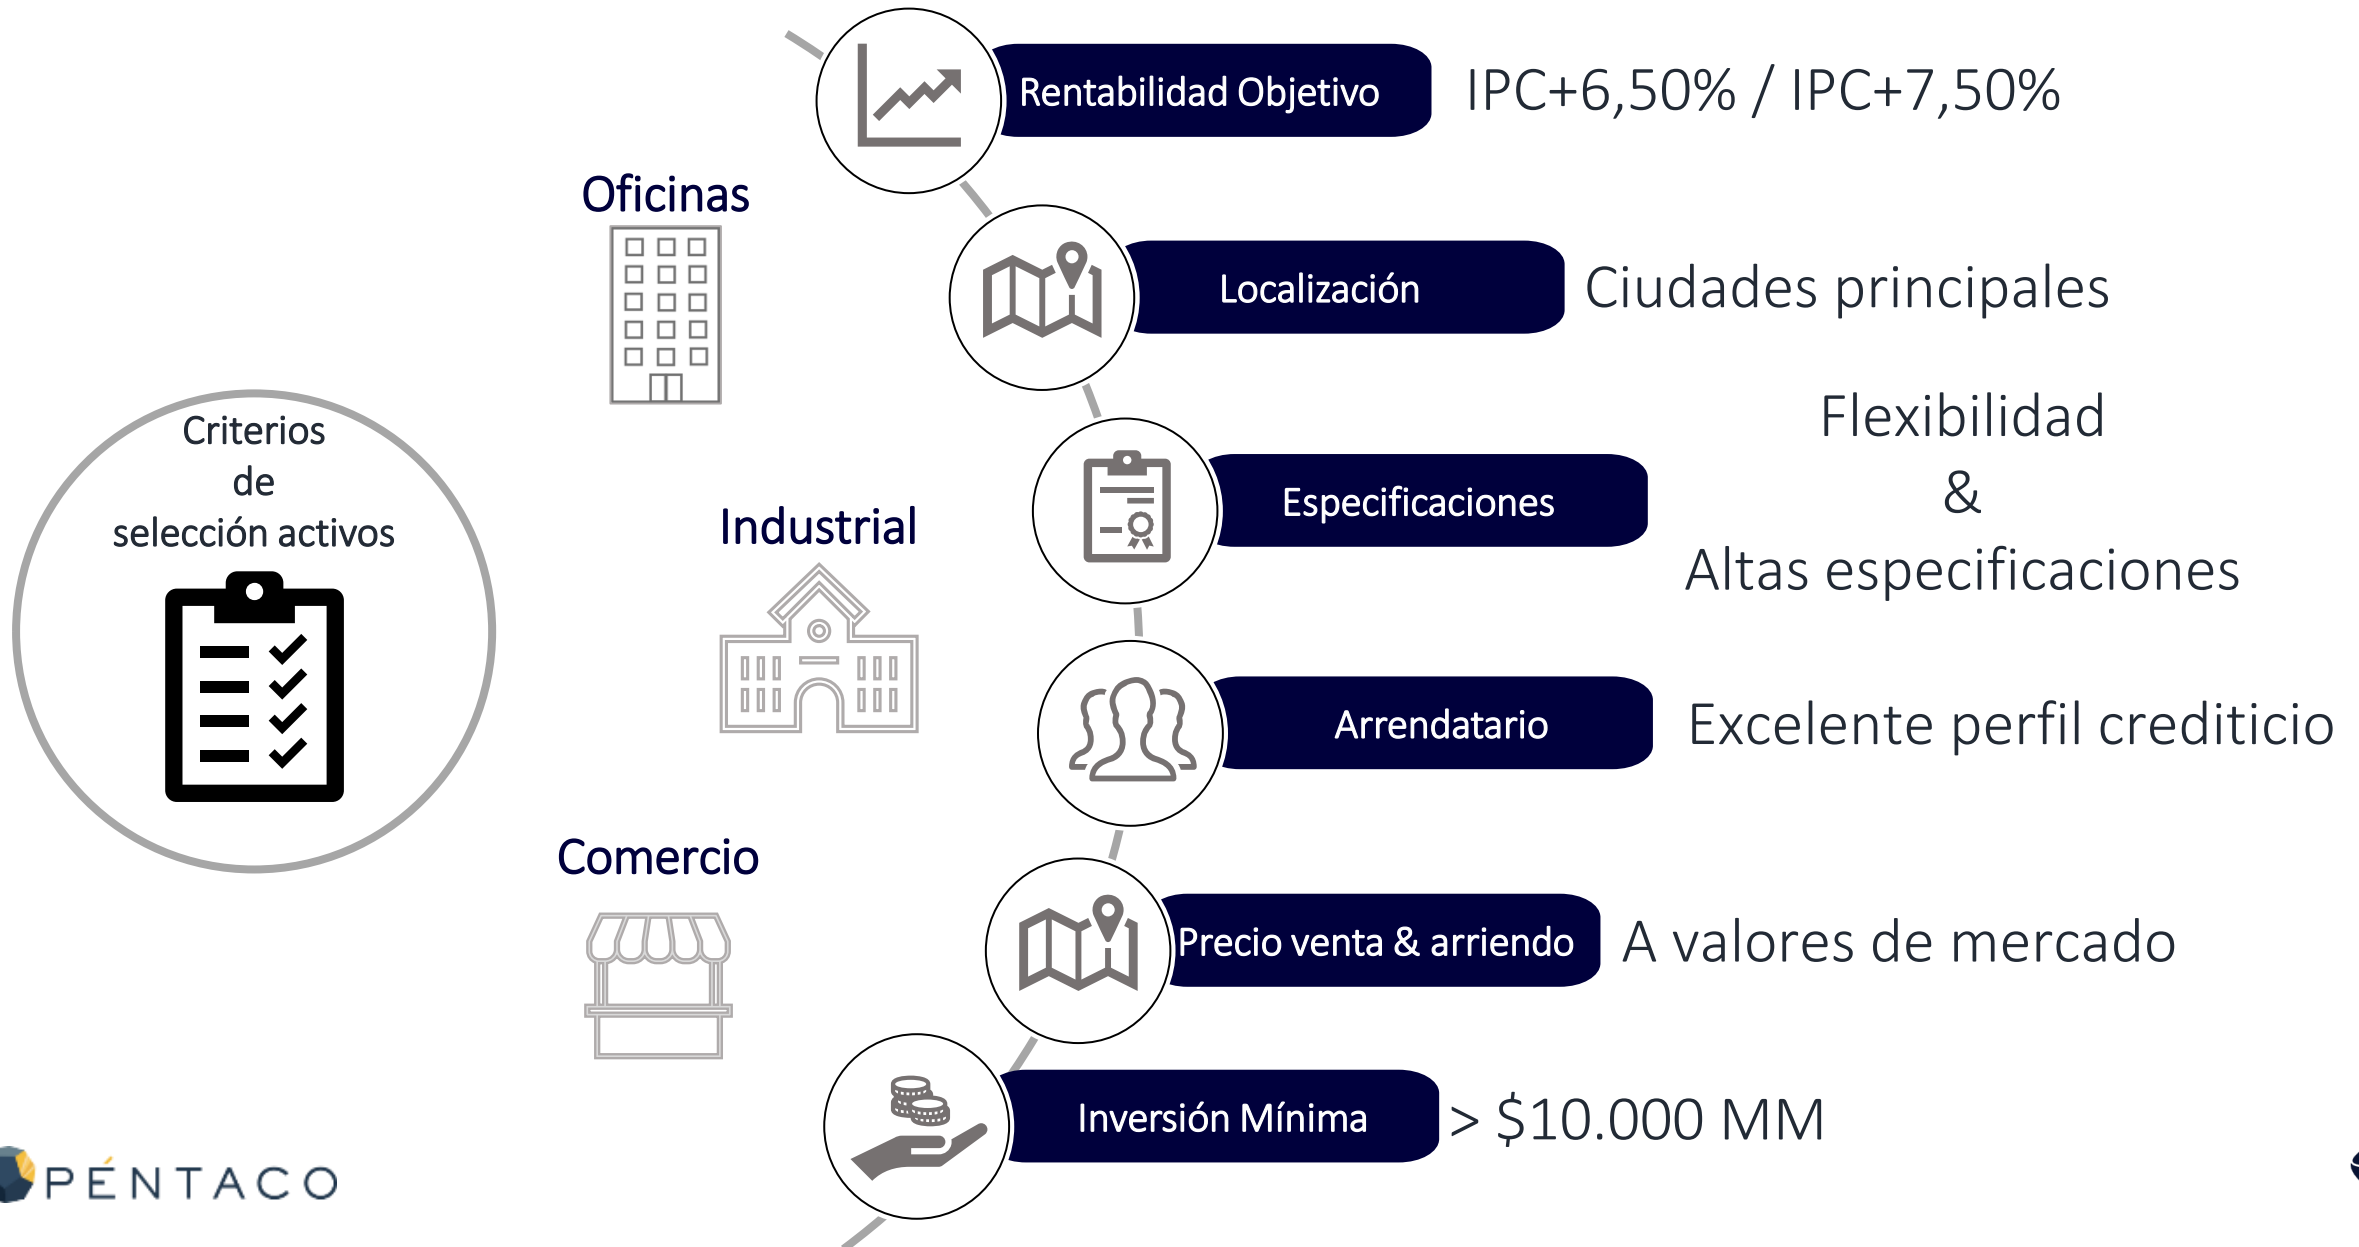 Criterios
de
selección activos
Oficinas
Industrial
Comercio
Rentabilidad Objetivo
IPC+6,50% / IPC+7,50%
Localización
Ciudades principales
Especificaciones
Flexibilidad
&
Altas especificaciones
Arrendatario
Excelente perfil crediticio
Precio venta & arriendo
A valores de mercado
Inversión Mínima
> $10.000 MM
PÉNTACO